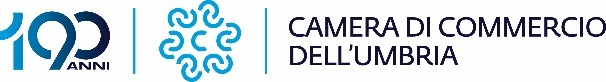 190 ANNI
CAMERA DI COMMERCIO
DELL'UMBRIA